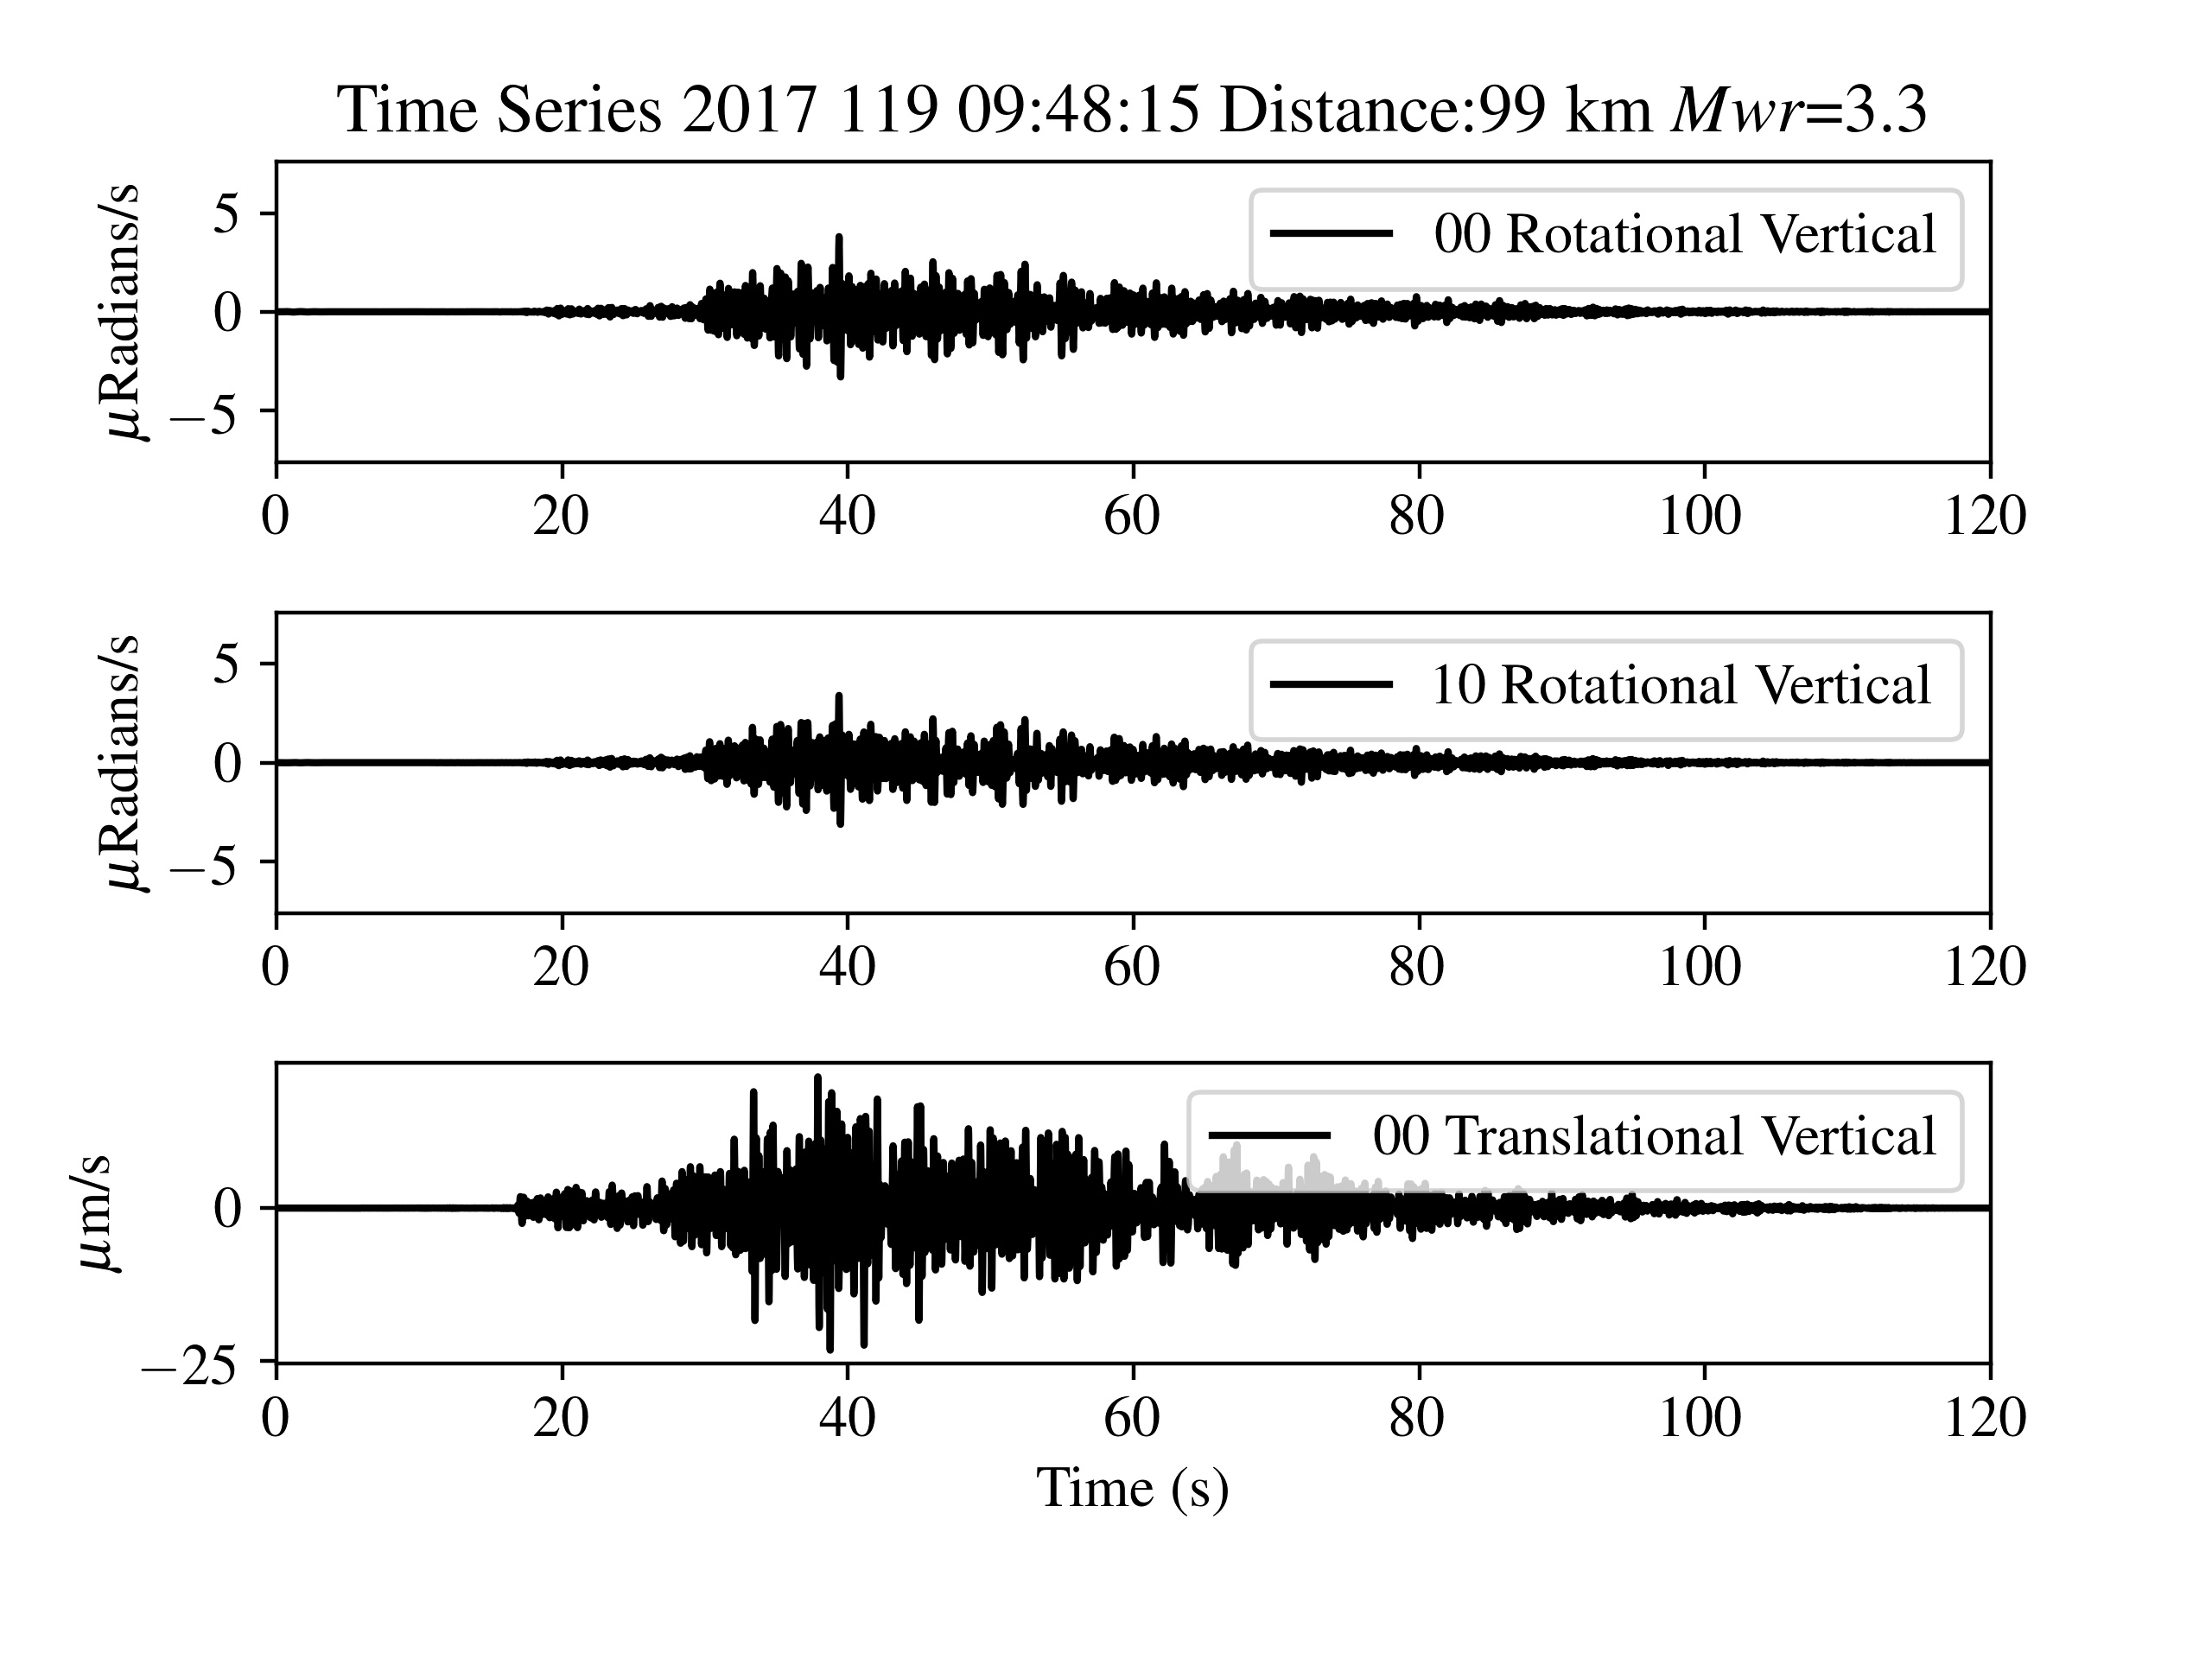 Time Series 2017 119 09:48:15 Distance:99 km Mwr=3.3
μRadians/s
5
0
−5
00 Rotational Vertical
0 20 40 60 80 100 120
μRadians/s
5
0
−5
10 Rotational Vertical
0 20 40 60 80 100 120
μm/s
0
−25
00 Translational Vertical
0 20 40 60 80 100 120
Time (s)